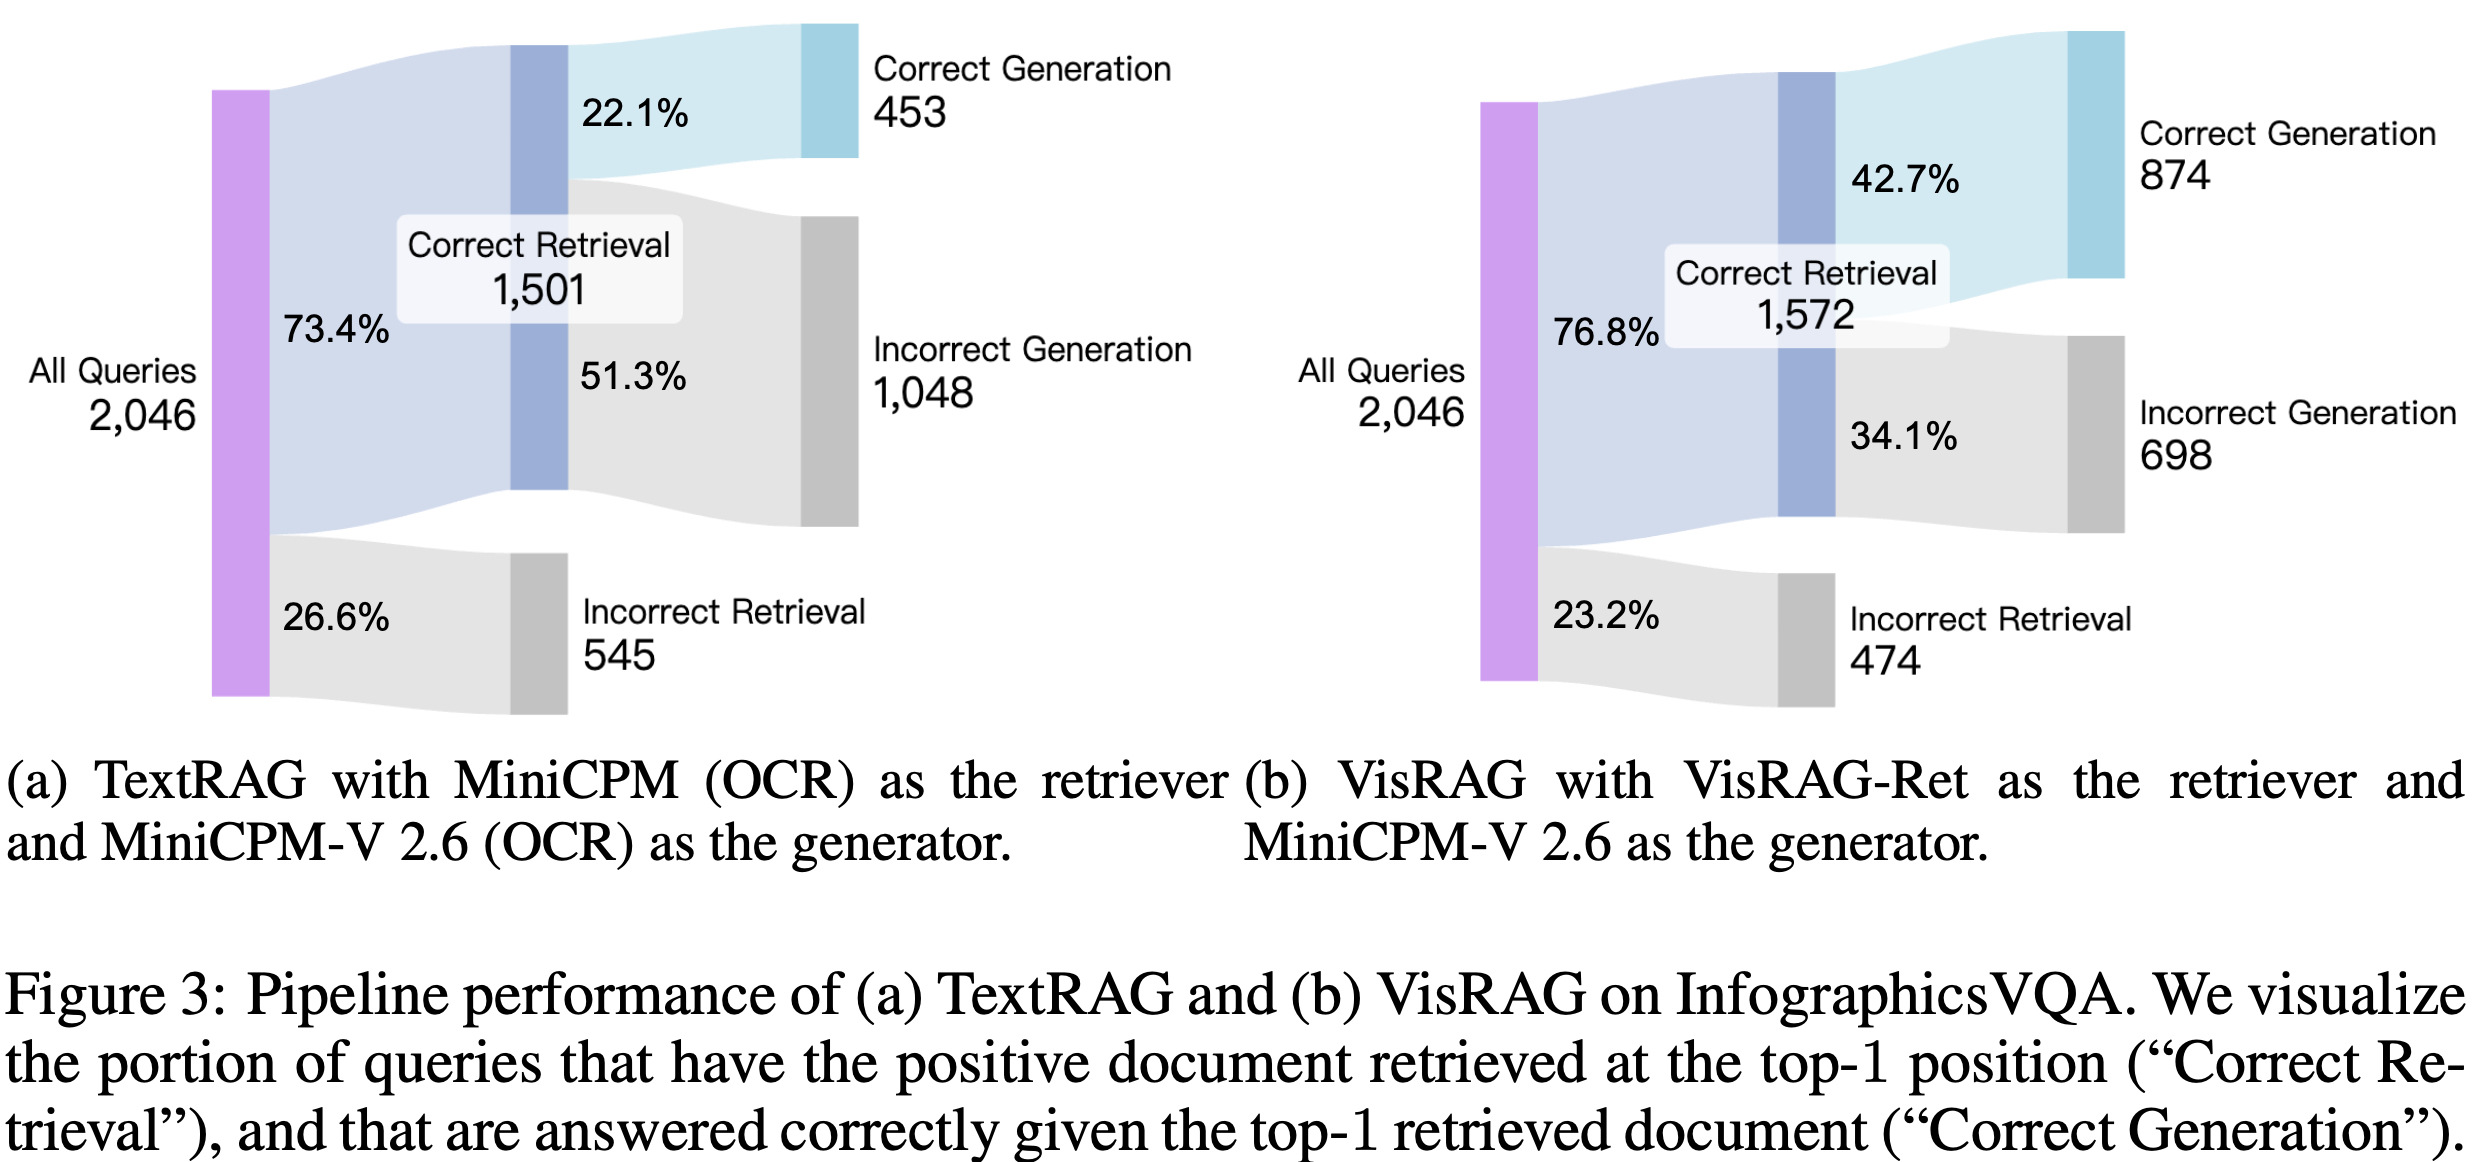 Correct Generation
453
22.1%
Correct Retrieval
1,501
73.4%
Incorrect Generation
1,048
51.3%
All Queries
2,046
26.6%
Incorrect Retrieval
545
Correct Generation
874
42.7%
Correct Retrieval
1,572
76.8%
All Queries
2,046
Incorrect Generation
698
34.1%
23.2%
Incorrect Retrieval
474
(a) TextRAG with MiniCPM (OCR) as the retriever
and MiniCPM-V 2.6 (OCR) as the generator.
(b) VisRAG with VisRAG-Ret as the retriever and
MiniCPM-V 2.6 as the generator.
Figure 3: Pipeline performance of (a) TextRAG and (b) VisRAG on InfographicsVQA. We visualize
the portion of queries that have the positive document retrieved at the top-1 position (“Correct Re-
trieval”), and that are answered correctly given the top-1 retrieved document (“Correct Generation”).